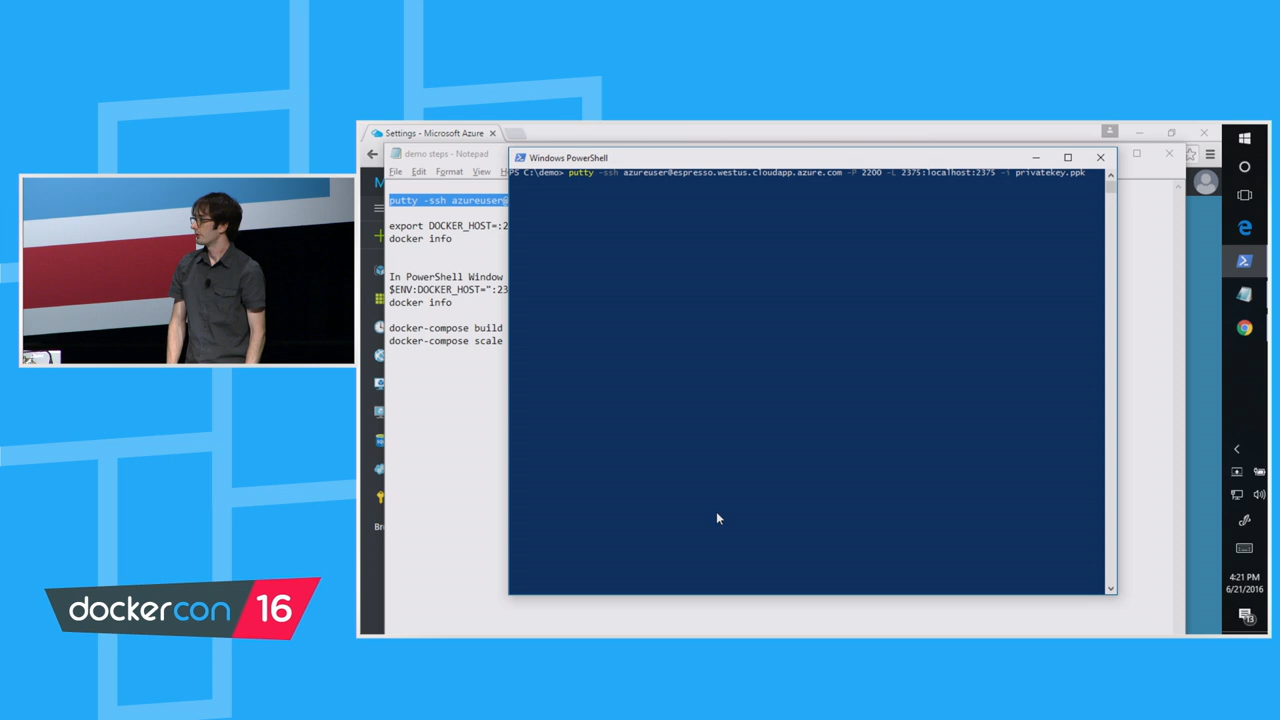 Settings - Microsoft Azure
demo steps - Notepad
File Edit Format View H
putty -ssh azureuser@
export DOCKER_HOST=:2
docker info
In PowerShell Window
$ENV:DOCKER_HOST=":23
docker info
docker-compose build
docker-compose scale
Windows PowerShell
PS C:\demo> putty -ssh azureuser@espresso.westus.cloudapp.azure.com -P 2200 -L 2375:localhost:2375 -i privatekey.ppk
M
Br
4:21 PM
6/21/2016
13
dockercon 16